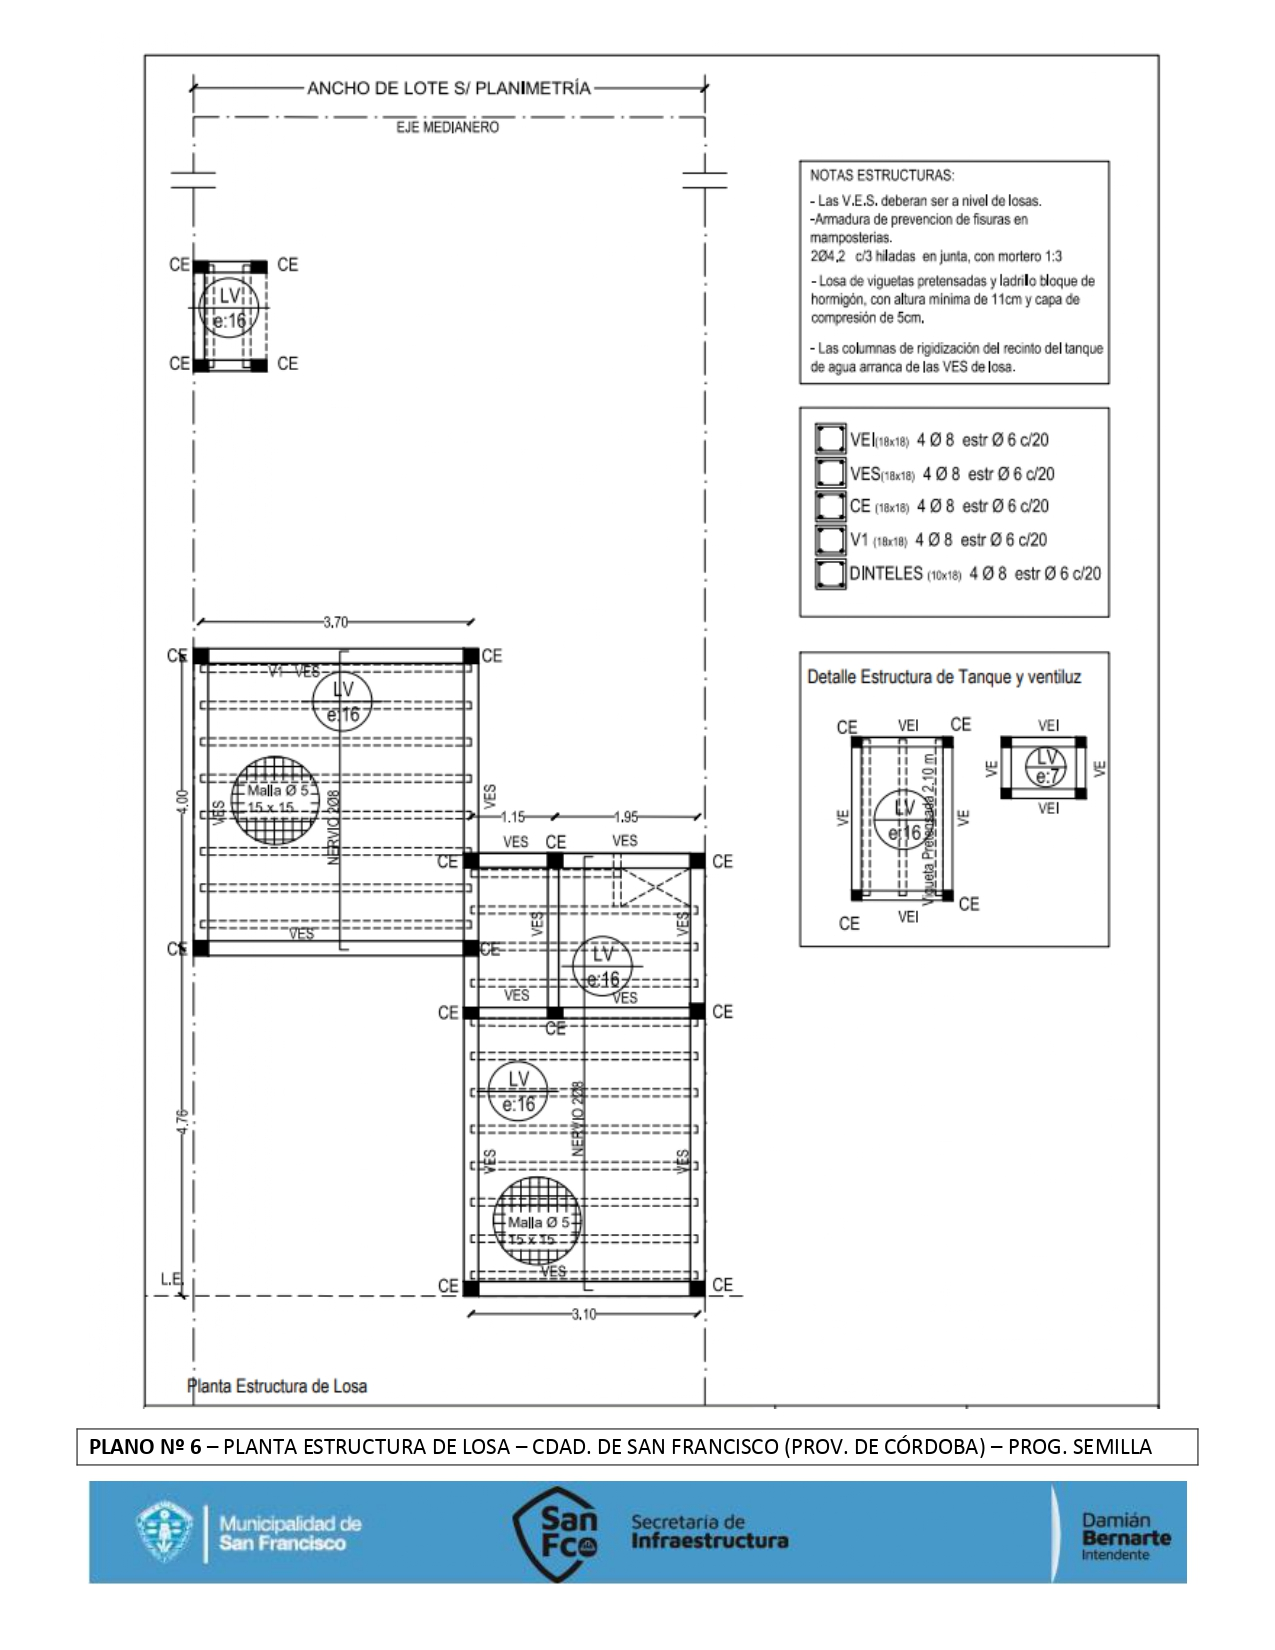 ANCHO DE LOTE S/ PLANIMETRÍA
EJE MEDIANERO
CE
CE
LV
e:16
CE
CE
NOTAS ESTRUCTURAS:
- Las V.E.S. deberan ser a nivel de losas.
-Armadura de prevencion de fisuras en
mamposterias.
2Ø4,2 c/3 hiladas en junta, con mortero 1:3
- Losa de viguetas pretensadas y ladrillo bloque de
hormigón, con altura minima de 11cm y capa de
compresión de 5cm.
- Las columnas de rigidización del recinto del tanque
de agua arranca de las VES de losa.
VEI(18x18) 4 Ø 8 estr Ø 6 c/20
VES(18x18) 4 Ø 8 estr Ø 6 c/20
CE (18x18) 4 Ø 8 estr Ø 6 c/20
V1 (18x18) 4 Ø 8 estr Ø 6 c/20
DINTELES (10x18) 4 Ø 8 estr Ø 6 c/20
3.70
CE
CE
V1 VES
LV
e:16
Malla Ø 5
15 x 15
VES
NERVIO 2Ø8
4.00
VES
VES
CE
CE
Detalle Estructura de Tanque y ventiluz
CE
VEI
CE
VE
LV
e:16
Vigueta Pretensada 2.10 m
VE
CE
VEI
CE
VEI
VE
LV
e:7
VE
VEI
1.15
1.95
VES
CE
VES
CE
CE
VES
VES
LV
e:16
VES
VES
CE
CE
CE
4.76
LV
e:16
NERVIO 2Ø8
VES
VES
Malla Ø 5
15 x 15
VES
CE
CE
L.E.
3.10
Planta Estructura de Losa
PLANO Nº 6 – PLANTA ESTRUCTURA DE LOSA – CDAD. DE SAN FRANCISCO (PROV. DE CÓRDOBA) – PROG. SEMILLA
Municipalidad de
San Francisco
San
Fco
Secretaría de
Infraestructura
Damián
Bernarte
Intendente